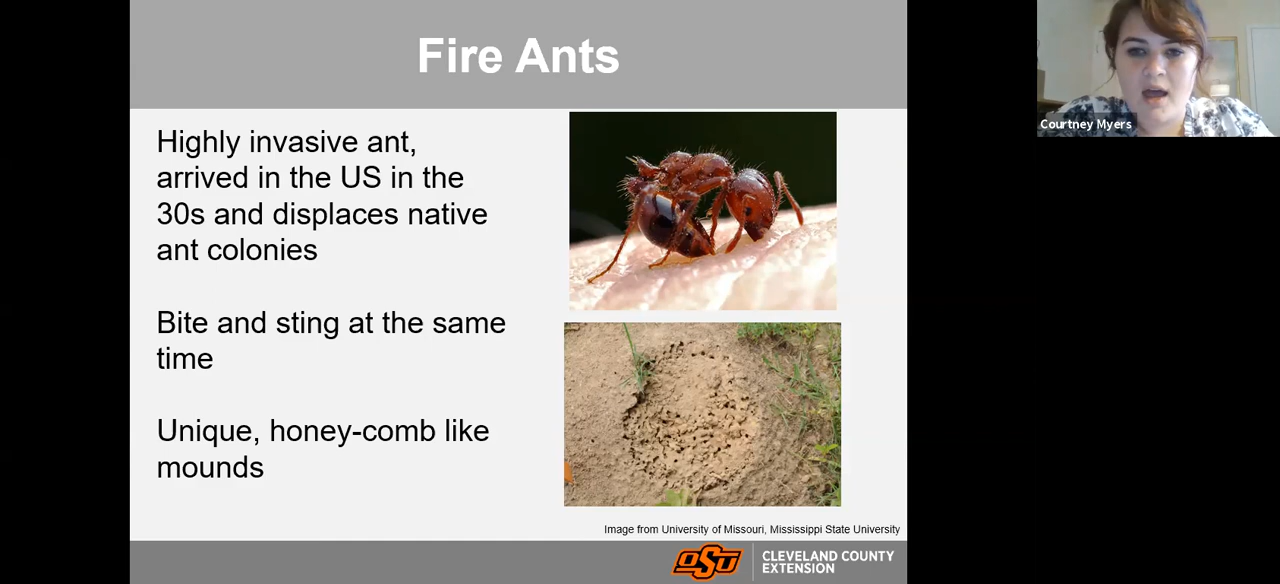 Fire Ants
Highly invasive ant,
arrived in the US in the
30s and displaces native
ant colonies
Bite and sting at the same
time
Unique, honey-comb like
mounds
Image from University of Missouri, Mississippi State University
OSU
CLEVELAND COUNTY
EXTENSION
Courtney Myers